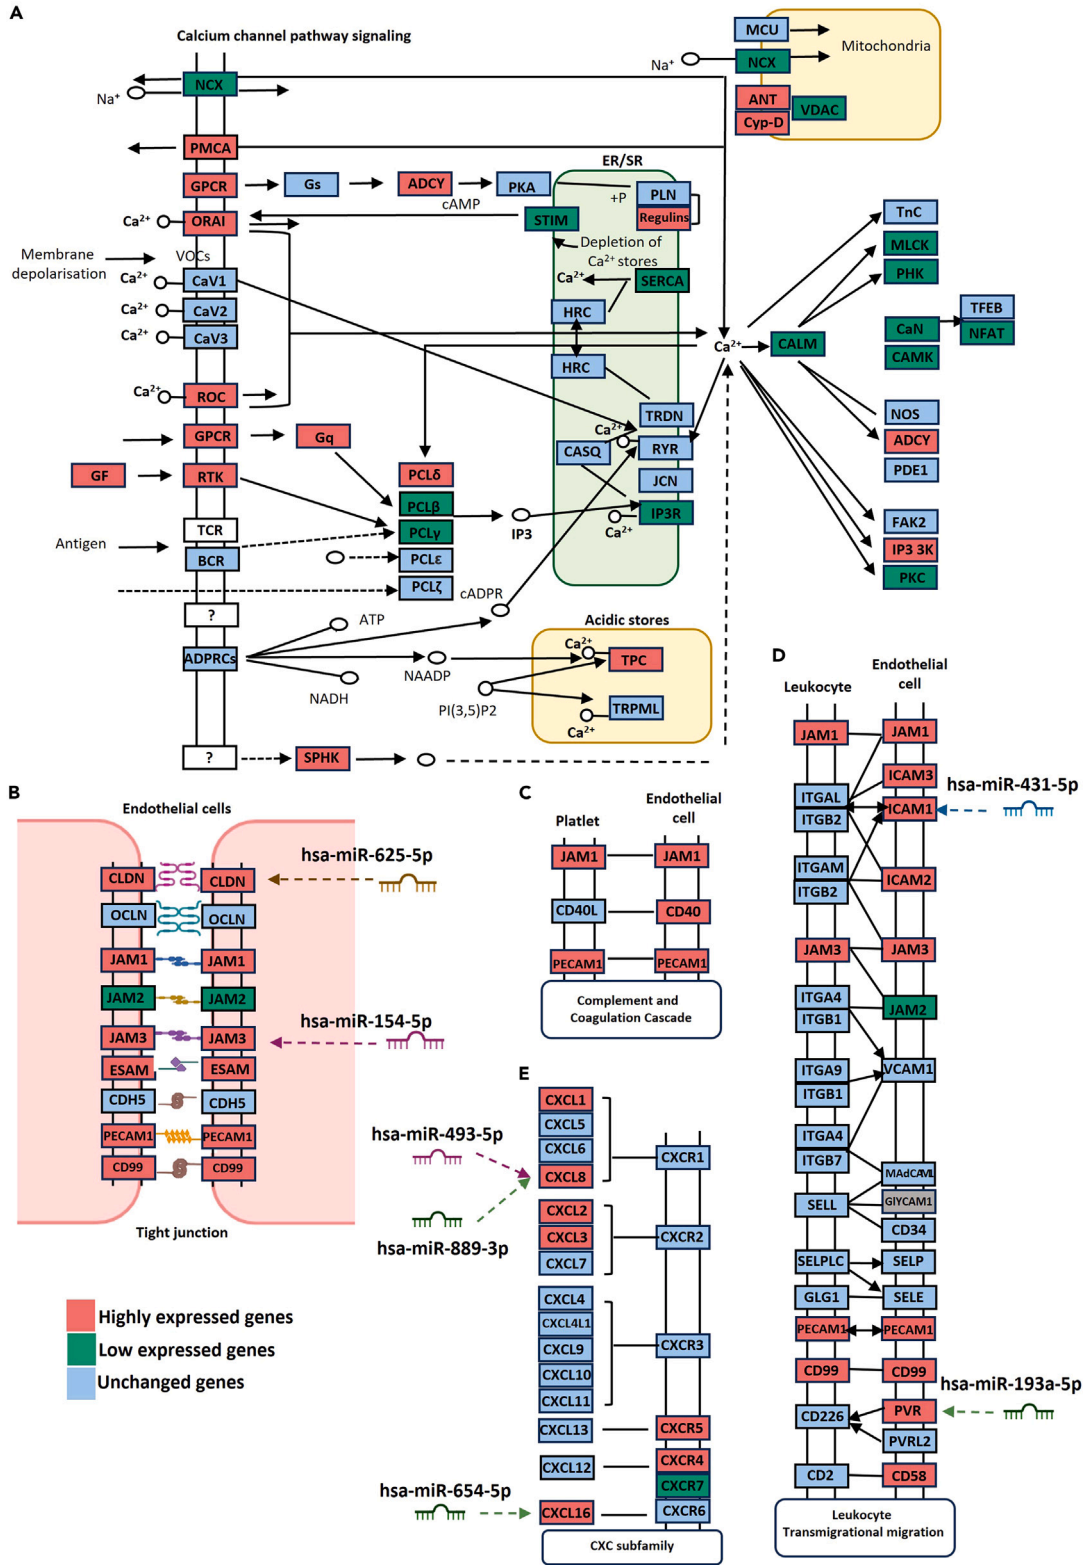 A
Calcium channel pathway signaling
NCX
Na⁺
PMCA
GPCR
Gs
ADCY
cAMP
PKA
ER/SR
+P
PLN
Regulins
Ca²⁺
ORAI
STIM
Depletion of
Ca²⁺ stores
Membrane
depolarisation
VOCs
Ca²⁺
CaV1
Ca²⁺
CaV2
Ca²⁺
CaV3
Ca²⁺
SERCA
HRC
HRC
Ca²⁺
ROC
TRDN
Ca²⁺
CASQ
RYR
JCN
IP3R
Ca²⁺
GPCR
Gq
GF
RTK
PCLδ
PCLβ
PCLγ
PCLε
PCLζ
IP3
TCR
Antigen
BCR
?
cADPR
ATP
ADPRCs
NADH
NAADP
PI(3,5)P2
Acidic stores
Ca²⁺
TPC
TRPML
Ca²⁺
?
SPHK
MCU
Mitochondria
Na⁺
NCX
ANT
VDAC
Cyp-D
Ca²⁺
CALM
TnC
MLCK
PHK
CaN
CAMK
TFEB
NFAT
NOS
ADCY
PDE1
FAK2
IP3 3K
PKC
B
Endothelial cells
CLDN
CLDN
hsa-miR-625-5p
OCLN
OCLN
JAM1
JAM1
JAM2
JAM2
JAM3
JAM3
hsa-miR-154-5p
ESAM
ESAM
CDH5
CDH5
PECAM1
PECAM1
CD99
CD99
Tight junction
Highly expressed genes
Low expressed genes
Unchanged genes
C
Platlet
Endothelial
cell
JAM1
JAM1
CD40L
CD40
PECAM1
PECAM1
Complement and
Coagulation Cascade
D
Leukocyte
Endothelial
cell
JAM1
JAM1
ICAM3
ITGAL
ICAM1
hsa-miR-431-5p
ITGB2
ITGAM
ICAM2
ITGB2
JAM3
JAM3
ITGA4
JAM2
ITGB1
ITGA9
VCAM1
ITGB1
ITGA4
ITGB7
MAdCAML
SELL
GlYCAM1
CD34
SELPLC
SELP
GLG1
SELE
PECAM1
PECAM1
CD99
CD99
hsa-miR-193a-5p
CD226
PVR
PVRL2
CD2
CD58
Leukocyte
Transmigrational migration
E
CXCL1
CXCL5
hsa-miR-493-5p
CXCL6
CXCR1
CXCL8
hsa-miR-889-3p
CXCL2
CXCL3
CXCR2
CXCL7
CXCL4
CXCL4L1
CXCL9
CXCR3
CXCL10
CXCL11
CXCL13
CXCR5
CXCL12
CXCR4
CXCR7
hsa-miR-654-5p
CXCL16
CXCR6
CXC subfamily